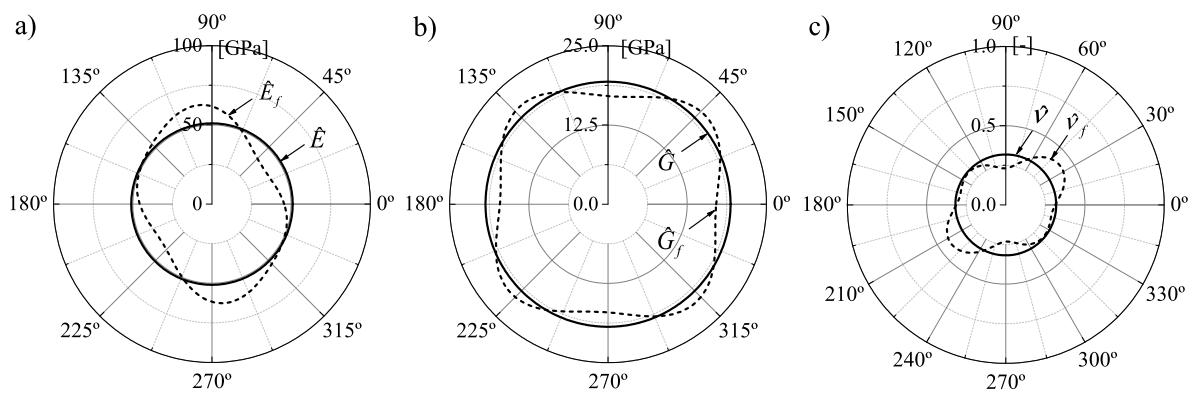 a)
90º
100
[GPa]
135º
45º
Ê_f
50
Ê
180º
0
0º
225º
315º
270º
b)
90º
25.0
[GPa]
135º
45º
12.5
Ĝ
180º
0.0
0º
Ĝ_f
225º
315º
270º
c)
90º
1.0
[-]
120º
60º
150º
0.5
ν̂
ν̂_f
30º
180º
0.0
0º
210º
330º
240º
300º
270º